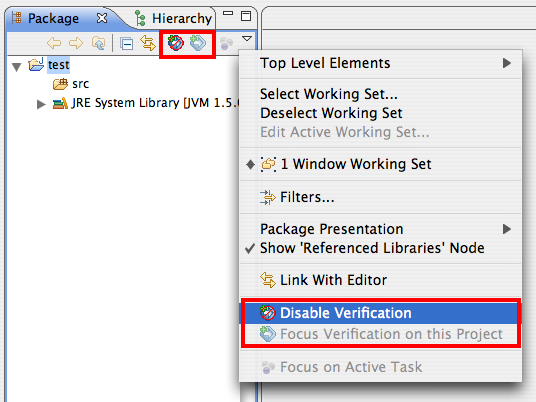 Package
Hierarchy
test
src
JRE System Library [JVM 1.5.
Top Level Elements
Select Working Set...
Deselect Working Set
Edit Active Working Set...
1 Window Working Set
Filters...
Package Presentation
Show 'Referenced Libraries' Node
Link With Editor
Disable Verification
Focus Verification on this Project
Focus on Active Task